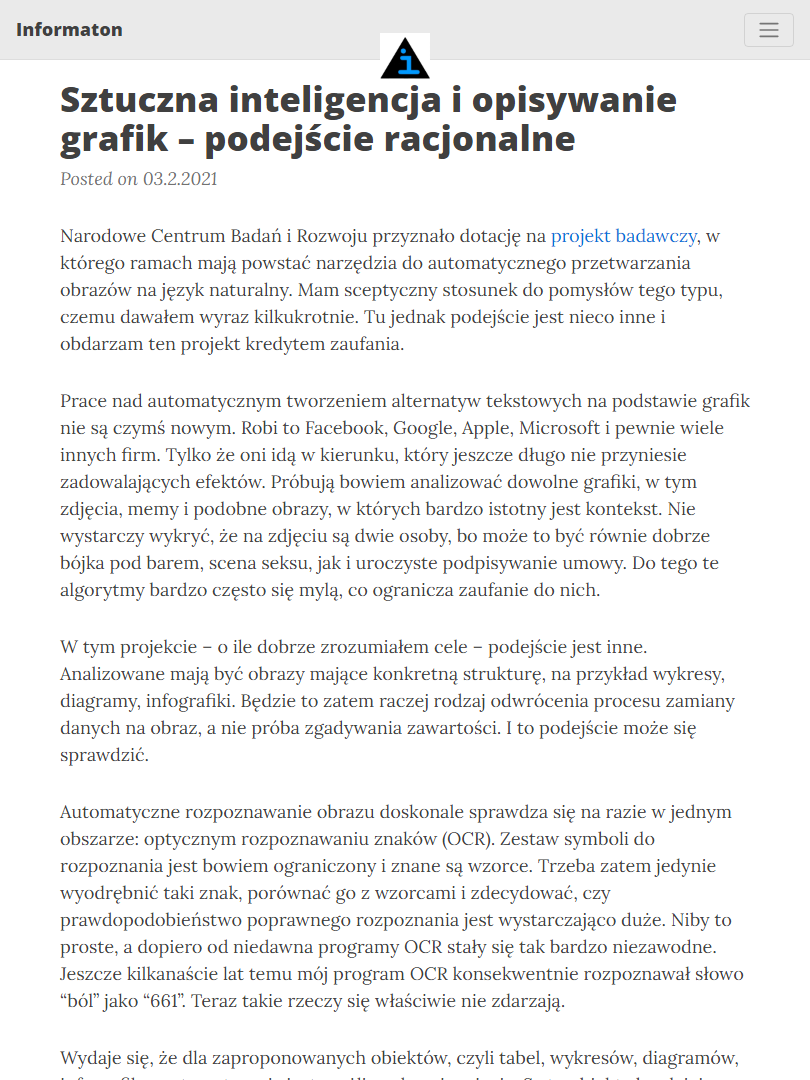 Informaton
i
Sztuczna inteligencja i opisywanie
grafik – podejście racjonalne
Posted on 03.2.2021
Narodowe Centrum Badań i Rozwoju przyznało dotację na projekt badawczy, w
którego ramach mają powstać narzędzia do automatycznego przetwarzania
obrazów na język naturalny. Mam sceptyczny stosunek do pomysłów tego typu,
czemu dawałem wyraz kilkukrotnie. Tu jednak podejście jest nieco inne i
obdarzam ten projekt kredytem zaufania.
Prace nad automatycznym tworzeniem alternatyw tekstowych na podstawie grafik
nie są czymś nowym. Robi to Facebook, Google, Apple, Microsoft i pewnie wiele
innych firm. Tylko że oni idą w kierunku, który jeszcze długo nie przyniesie
zadowalających efektów. Próbują bowiem analizować dowolne grafiki, w tym
zdjęcia, memy i podobne obrazy, w których bardzo istotny jest kontekst. Nie
wystarczy wykryć, że na zdjęciu są dwie osoby, bo może to być równie dobrze
bójka pod barem, scena seksu, jak i uroczyste podpisywanie umowy. Do tego te
algorytmy bardzo często się mylą, co ogranicza zaufanie do nich.
W tym projekcie – o ile dobrze zrozumiałem cele – podejście jest inne.
Analizowane mają być obrazy mające konkretną strukturę, na przykład wykresy,
diagramy, infografiki. Będzie to zatem raczej rodzaj odwrócenia procesu zamiany
danych na obraz, a nie próba zgadywania zawartości. I to podejście może się
sprawdzić.
Automatyczne rozpoznawanie obrazu doskonale sprawdza się na razie w jednym
obszarze: optycznym rozpoznawaniu znaków (OCR). Zestaw symboli do
rozpoznania jest bowiem ograniczony i znane są wzorce. Trzeba zatem jedynie
wyodrębnić taki znak, porównać go z wzorcami i zdecydować, czy
prawdopodobieństwo poprawnego rozpoznania jest wystarczająco duże. Niby to
proste, a dopiero od niedawna programy OCR stały się tak bardzo niezawodne.
Jeszcze kilkanaście lat temu mój program OCR konsekwentnie rozpoznawał słowo
“ból” jako “661”. Teraz takie rzeczy się właściwie nie zdarzają.
Wydaje się, że dla zaproponowanych obiektów, czyli tabel, wykresów, diagramów,